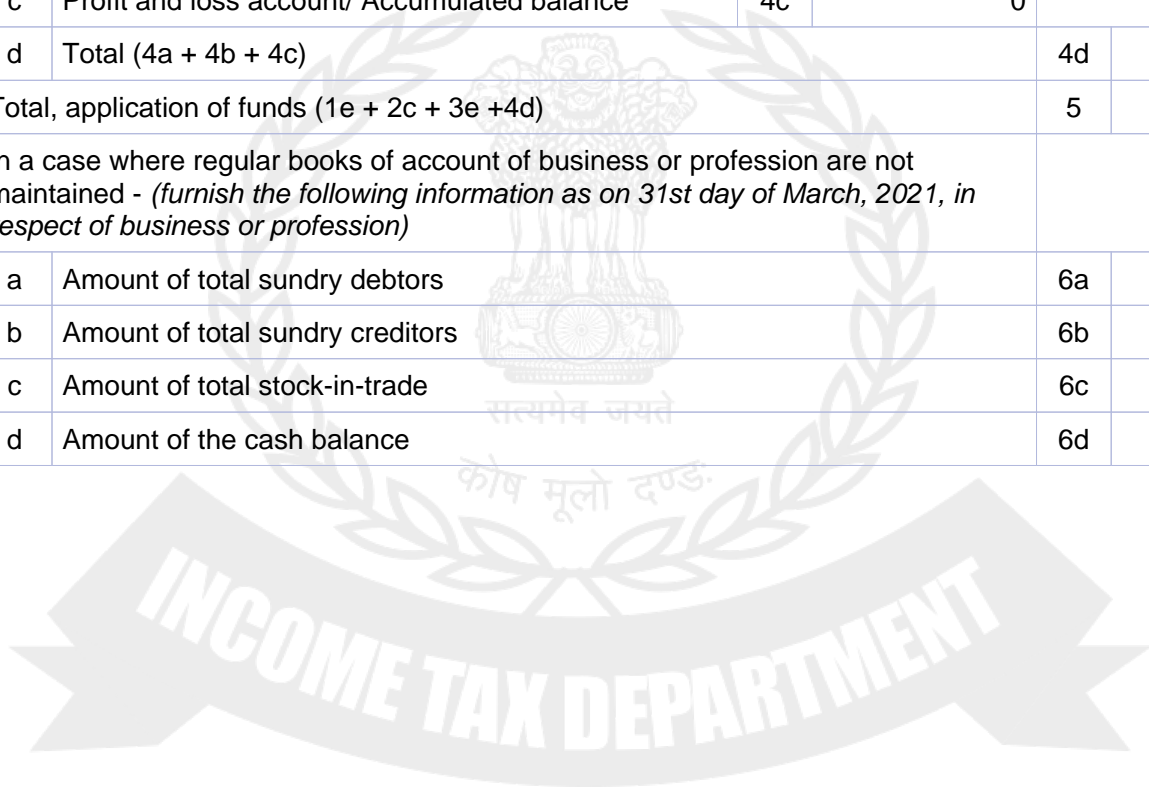 c Profit and loss account/ Accumulated balance 4c 0
d Total (4a + 4b + 4c) 4d
Total, application of funds (1e + 2c + 3e +4d) 5
n a case where regular books of account of business or profession are not
maintained - (furnish the following information as on 31st day of March, 2021, in
respect of business or profession)
a Amount of total sundry debtors 6a
b Amount of total sundry creditors 6b
c Amount of total stock-in-trade 6c
d Amount of the cash balance 6d
सत्यमेव जयते
कोष मूलो दण्डः
INCOME TAX DEPARTMENT